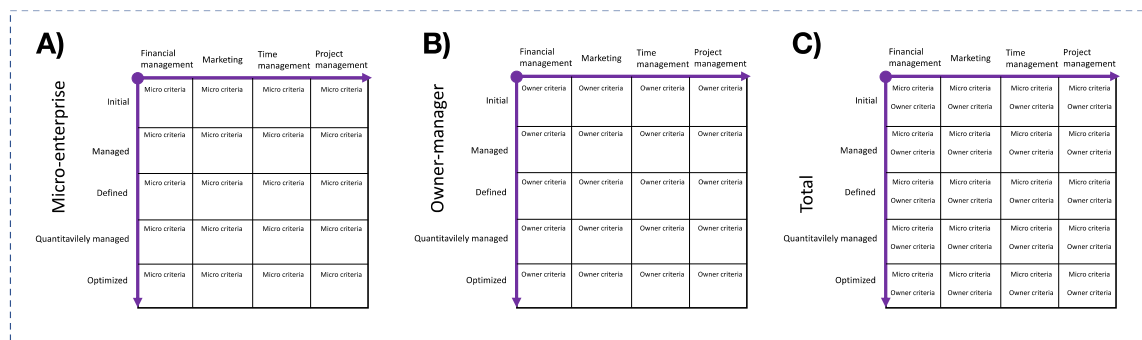 A)
Micro-enterprise
Financial management
Marketing
Time management
Project management
Initial
Micro criteria Micro criteria Micro criteria Micro criteria
Managed
Micro criteria Micro criteria Micro criteria Micro criteria
Defined
Micro criteria Micro criteria Micro criteria Micro criteria
Quantitavilely managed
Micro criteria Micro criteria Micro criteria Micro criteria
Optimized
Micro criteria Micro criteria Micro criteria Micro criteria
B)
Owner-manager
Financial management
Marketing
Time management
Project management
Initial
Owner criteria Owner criteria Owner criteria Owner criteria
Managed
Owner criteria Owner criteria Owner criteria Owner criteria
Defined
Owner criteria Owner criteria Owner criteria Owner criteria
Quantitavilely managed
Owner criteria Owner criteria Owner criteria Owner criteria
Optimized
Owner criteria Owner criteria Owner criteria Owner criteria
C)
Total
Financial management
Marketing
Time management
Project management
Initial
Micro criteria Micro criteria Micro criteria Micro criteria
Owner criteria Owner criteria Owner criteria Owner criteria
Managed
Micro criteria Micro criteria Micro criteria Micro criteria
Owner criteria Owner criteria Owner criteria Owner criteria
Defined
Micro criteria Micro criteria Micro criteria Micro criteria
Owner criteria Owner criteria Owner criteria Owner criteria
Quantitavilely managed
Micro criteria Micro criteria Micro criteria Micro criteria
Owner criteria Owner criteria Owner criteria Owner criteria
Optimized
Micro criteria Micro criteria Micro criteria Micro criteria
Owner criteria Owner criteria Owner criteria Owner criteria